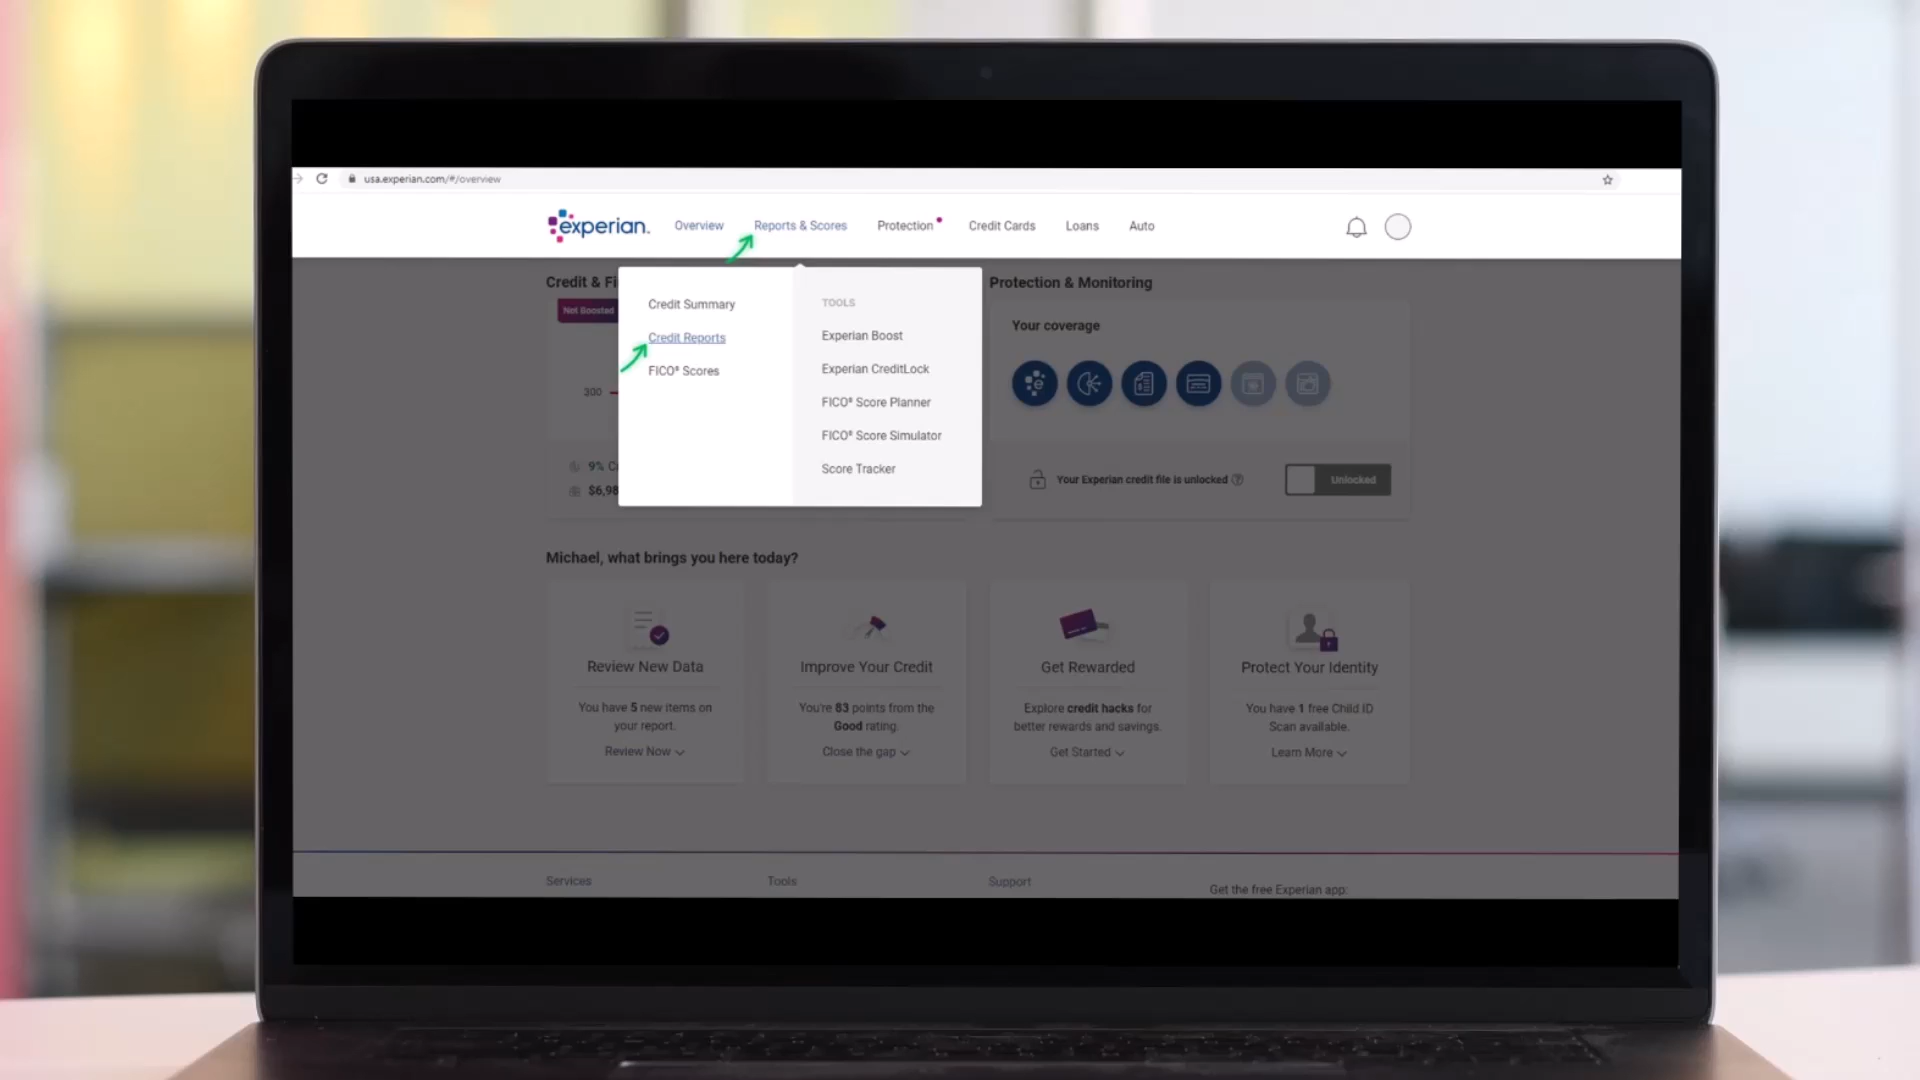 usa.experian.com/#/overview
experian.
Overview
Reports & Scores
Protection
Credit Cards
Loans
Auto
Credit & Fi
Not Boosted
300
9% C
$6,98
Credit Summary
Credit Reports
FICO® Scores
TOOLS
Experian Boost
Experian CreditLock
FICO® Score Planner
FICO® Score Simulator
Score Tracker
Protection & Monitoring
Your coverage
Your Experian credit file is unlocked
Unlocked
Michael, what brings you here today?
Review New Data
You have 5 new items on
your report.
Review Now
Improve Your Credit
You're 83 points from the
Good rating.
Close the gap
Get Rewarded
Explore credit hacks for
better rewards and savings.
Get Started
Protect Your Identity
You have 1 free Child ID
Scan available.
Learn More
Services
Tools
Support
Get the free Experian app: